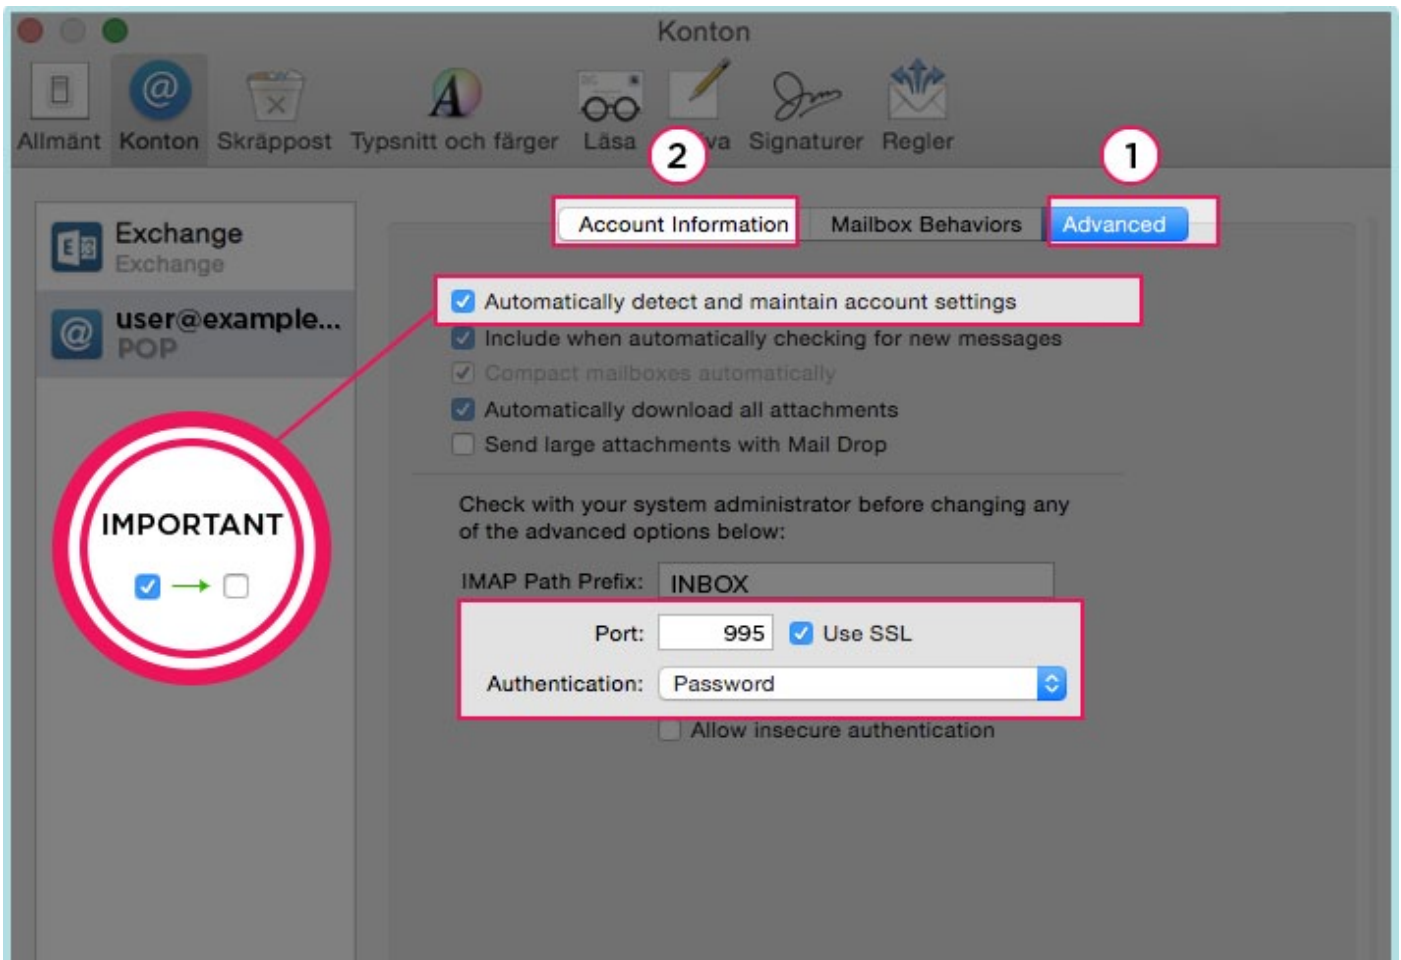 Konton
Allmänt Konton Skräppost Typsnitt och färger Läsa Signaturer Regler
2
1
Account Information Mailbox Behaviors Advanced
Exchange
Exchange
user@example...
POP
Automatically detect and maintain account settings
Include when automatically checking for new messages
Compact mailboxes automatically
Automatically download all attachments
Send large attachments with Mail Drop
IMPORTANT
Check with your system administrator before changing any
of the advanced options below:
IMAP Path Prefix: INBOX
Port: 995 Use SSL
Authentication: Password
Allow insecure authentication